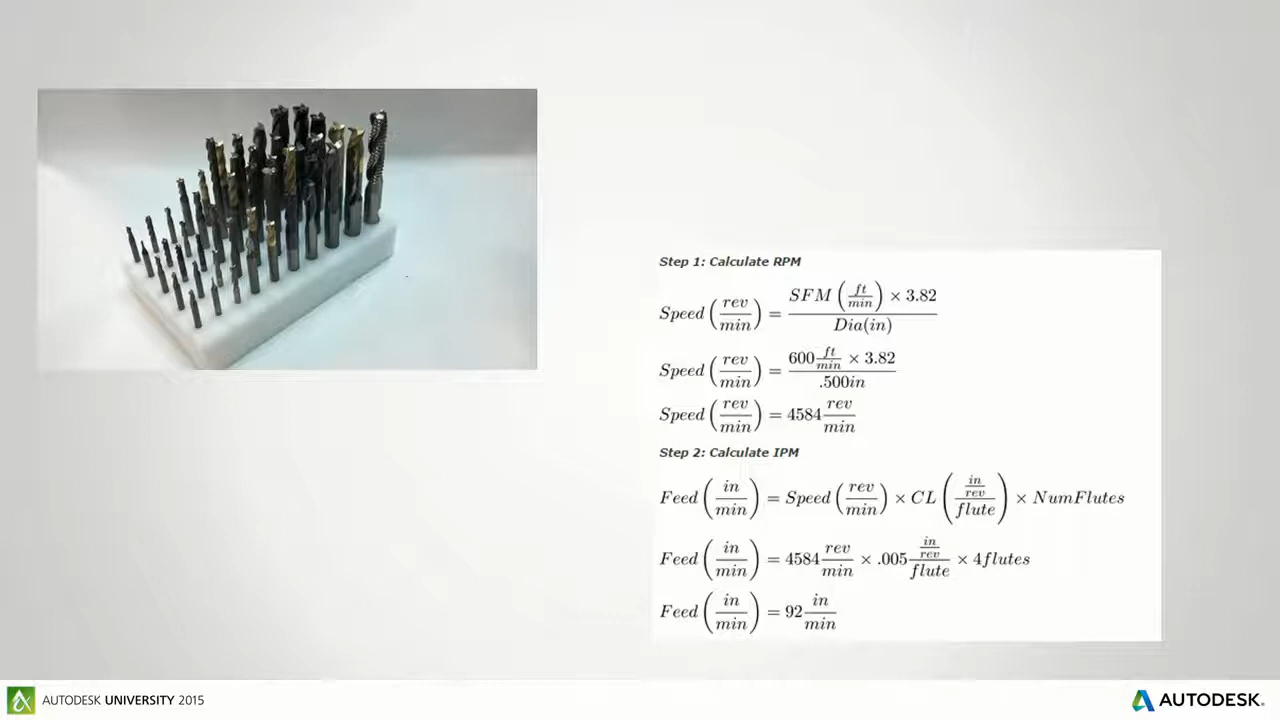 Step 1: Calculate RPM
Speed (rev/min) = SFM (ft/min) × 3.82 / Dia(in)
Speed (rev/min) = 600 ft/min × 3.82 / .500in
Speed (rev/min) = 4584 rev/min
Step 2: Calculate IPM
Feed (in/min) = Speed (rev/min) × CL (in/rev/flute) × NumFlutes
Feed (in/min) = 4584 rev/min × .005 in/rev/flute × 4flutes
Feed (in/min) = 92 in/min
AUTODESK UNIVERSITY 2015
AUTODESK.